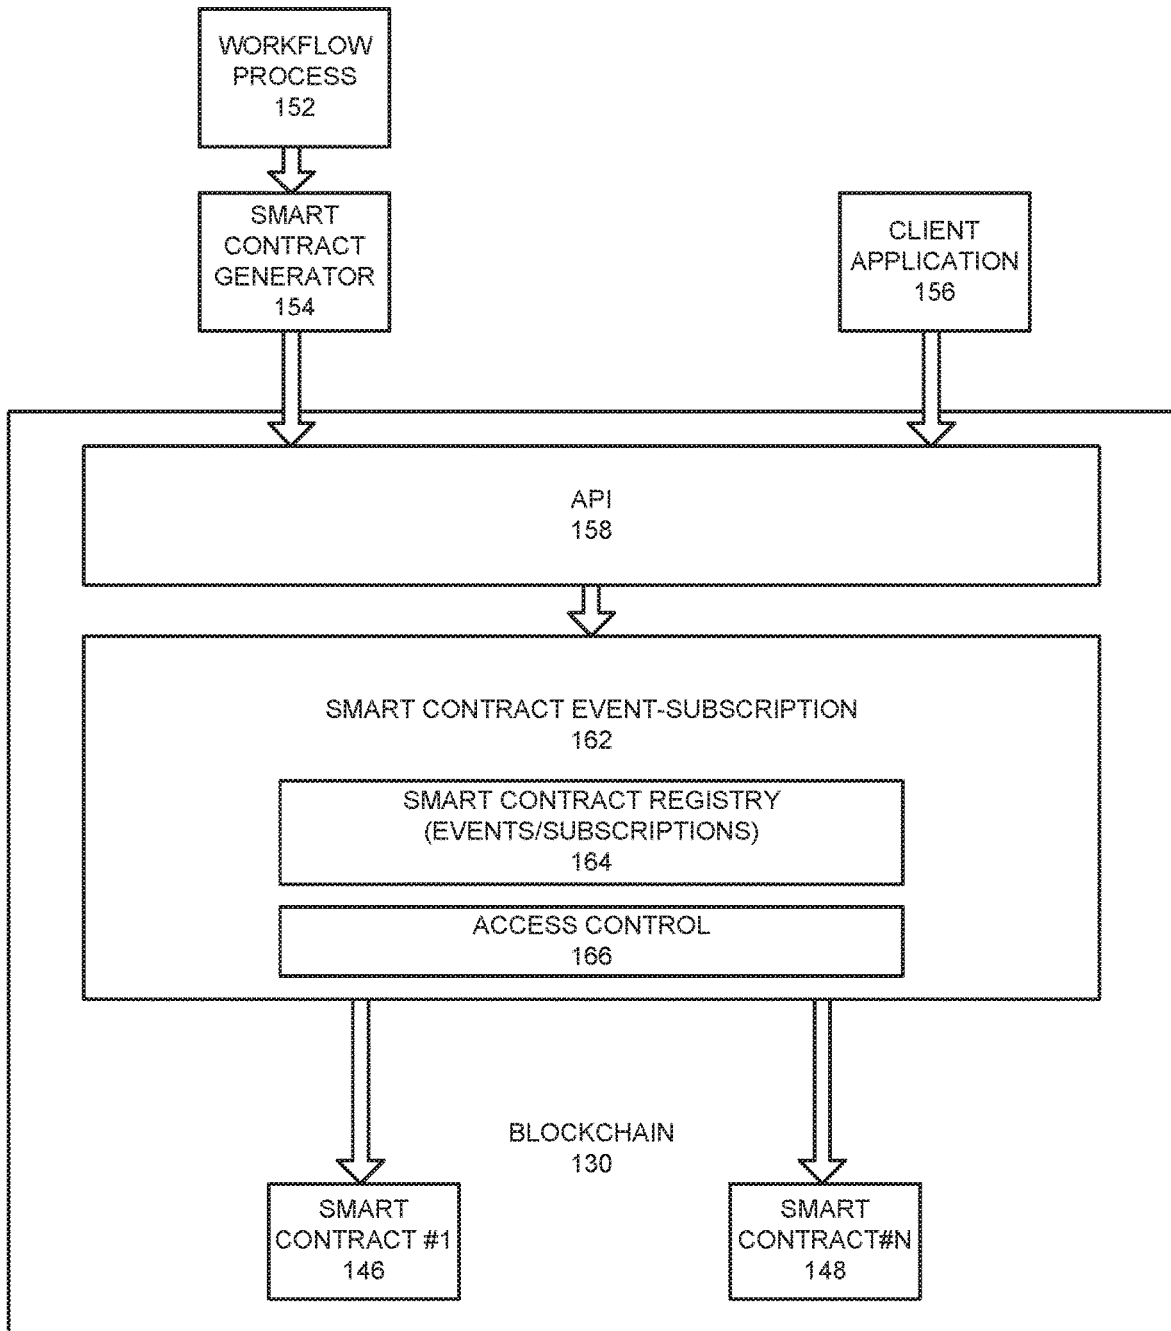 WORKFLOW
PROCESS
152
SMART
CONTRACT
GENERATOR
154
CLIENT
APPLICATION
156
API
158
SMART CONTRACT EVENT-SUBSCRIPTION
162
SMART CONTRACT REGISTRY
(EVENTS/SUBSCRIPTIONS)
164
ACCESS CONTROL
166
BLOCKCHAIN
130
SMART
CONTRACT #1
146
SMART
CONTRACT#N
148